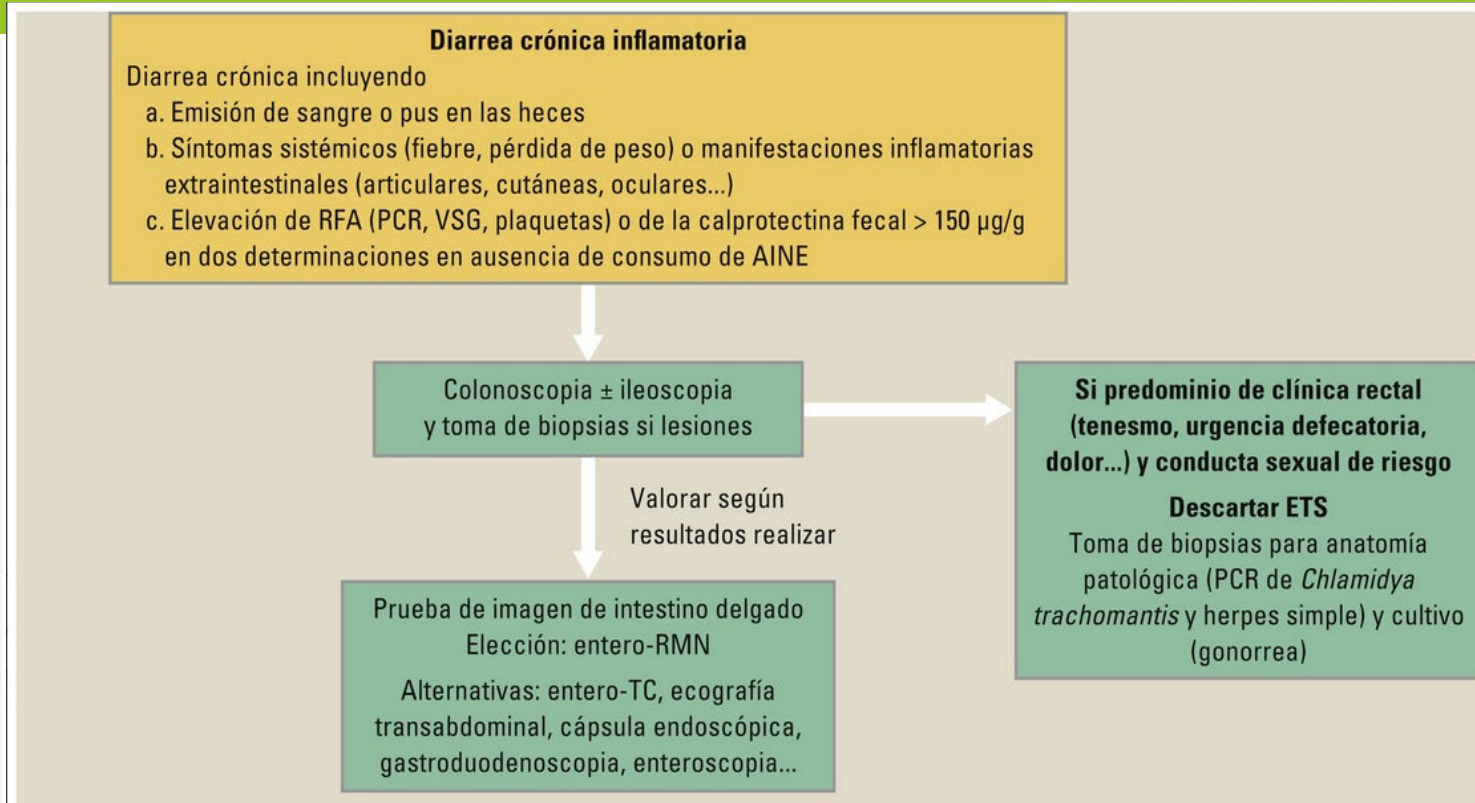 Diarrea crónica inflamatoria
Diarrea crónica incluyendo
a. Emisión de sangre o pus en las heces
b. Síntomas sistémicos (fiebre, pérdida de peso) o manifestaciones inflamatorias
extraintestinales (articulares, cutáneas, oculares...)
c. Elevación de RFA (PCR, VSG, plaquetas) o de la calprotectina fecal > 150 µg/g
en dos determinaciones en ausencia de consumo de AINE
Colonoscopia ± ileoscopia
y toma de biopsias si lesiones
Si predominio de clínica rectal
(tenesmo, urgencia defecatoria,
dolor...) y conducta sexual de riesgo
Descartar ETS
Toma de biopsias para anatomía
patológica (PCR de Chlamidya
trachomantis y herpes simple) y cultivo
(gonorrea)
Valorar según
resultados realizar
Prueba de imagen de intestino delgado
Elección: entero-RMN
Alternativas: entero-TC, ecografía
transabdominal, cápsula endoscópica,
gastroduodenoscopia, enteroscopia...